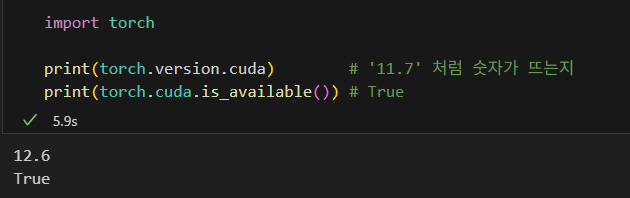 import torch
print(torch.version.cuda) # '11.7' 처럼 숫자가 뜨는지
print(torch.cuda.is_available()) # True
5.9s
12.6
True